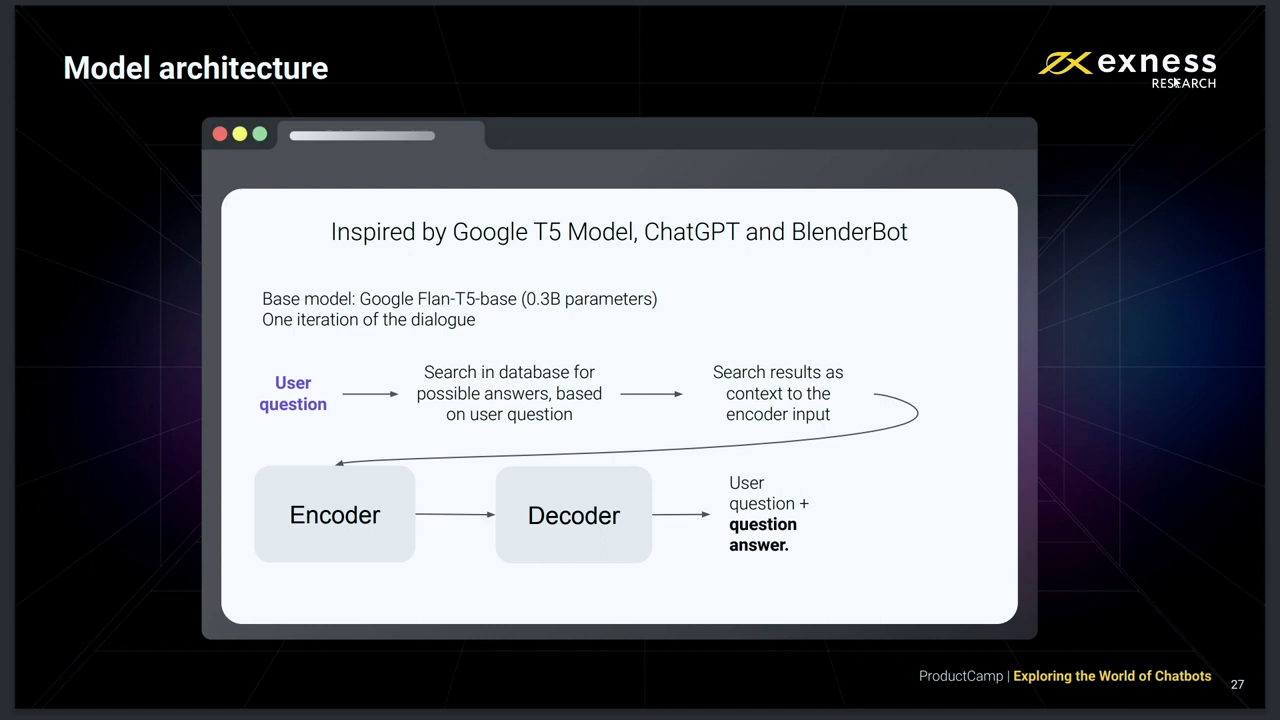 Model architecture
exness
RESEARCH
Inspired by Google T5 Model, ChatGPT and BlenderBot
Base model: Google Flan-T5-base (0.3B parameters)
One iteration of the dialogue
User
question
Search in database for
possible answers, based
on user question
Search results as
context to the
encoder input
Encoder
Decoder
User
question +
question
answer.
ProductCamp | Exploring the World of Chatbots
27